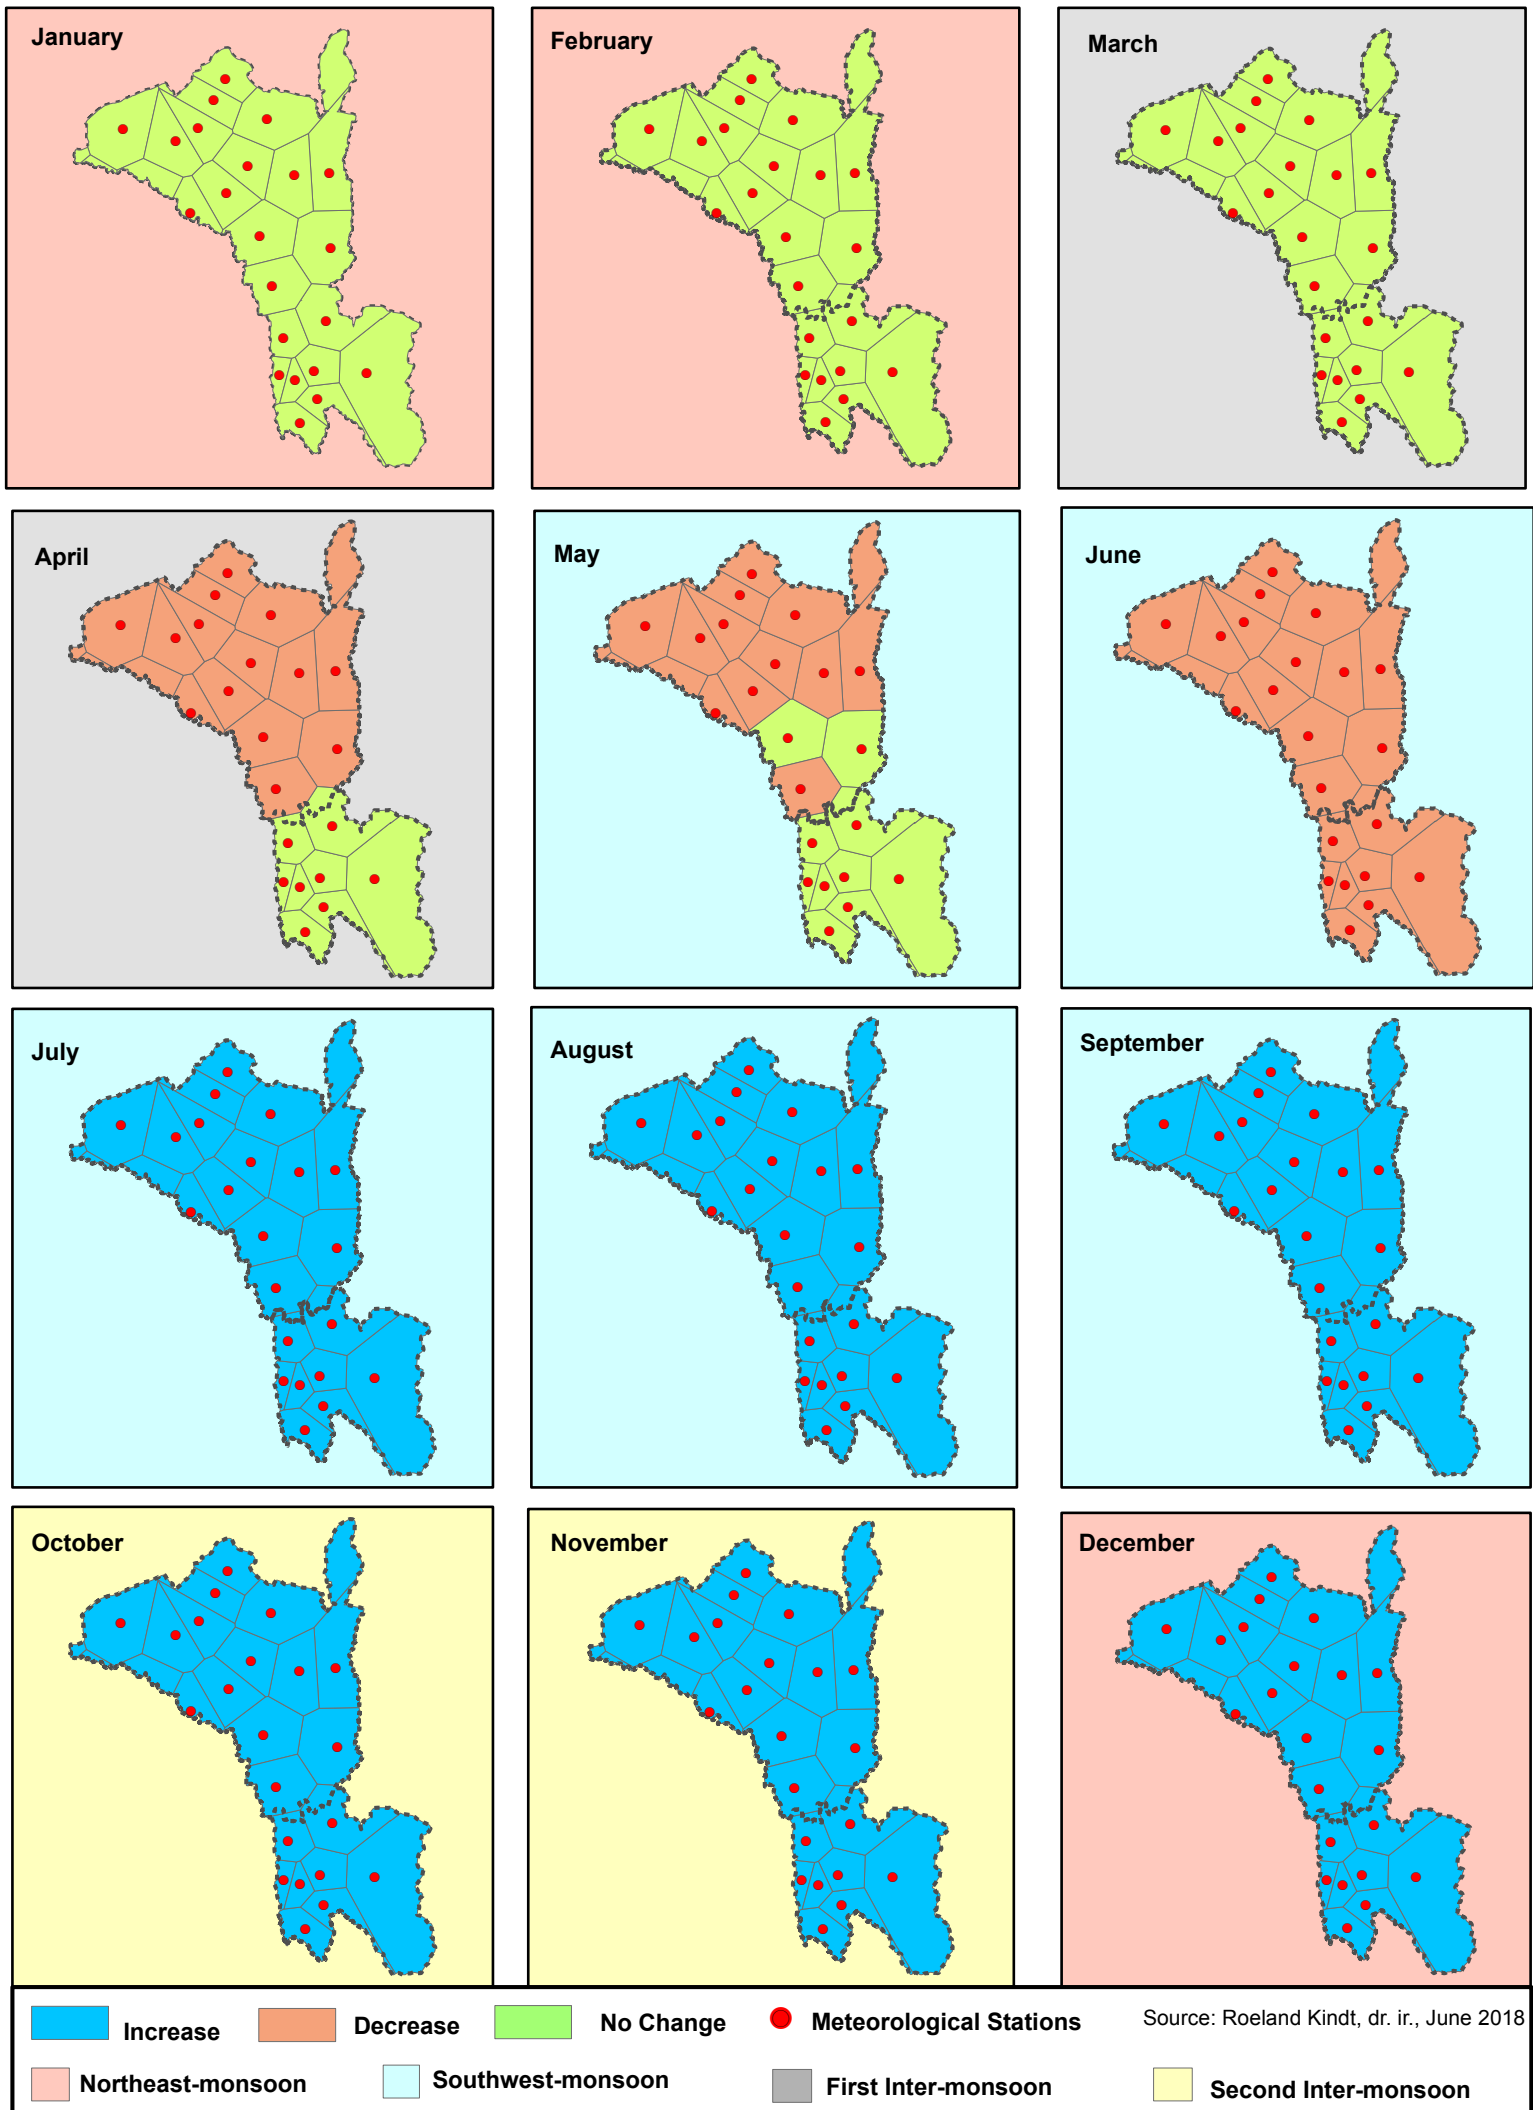 January
February
March
April
May
June
July
August
September
October
November
December
Increase
Decrease
No Change
Meteorological Stations
Source: Roeland Kindt, dr. ir., June 2018
Northeast-monsoon
Southwest-monsoon
First Inter-monsoon
Second Inter-monsoon